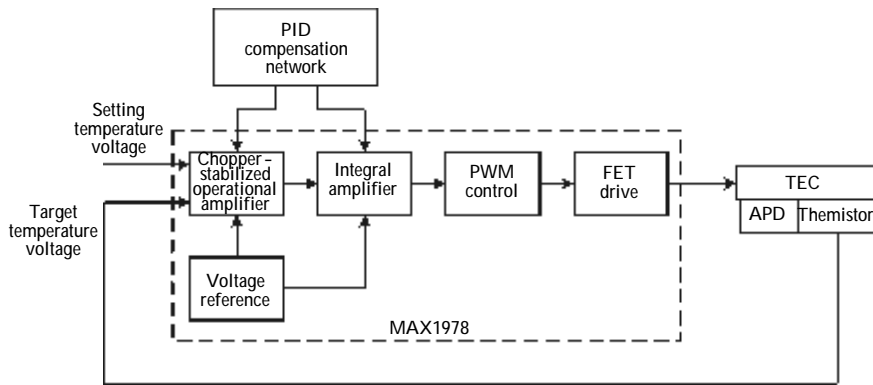 PID
compensation
network
Setting
temperature
voltage
Chopper–
stabilized
operational
amplifier
Integral
amplifier
PWM
control
FET
drive
TEC
APD
Themistor
Target
temperature
voltage
Voltage
reference
MAX1978